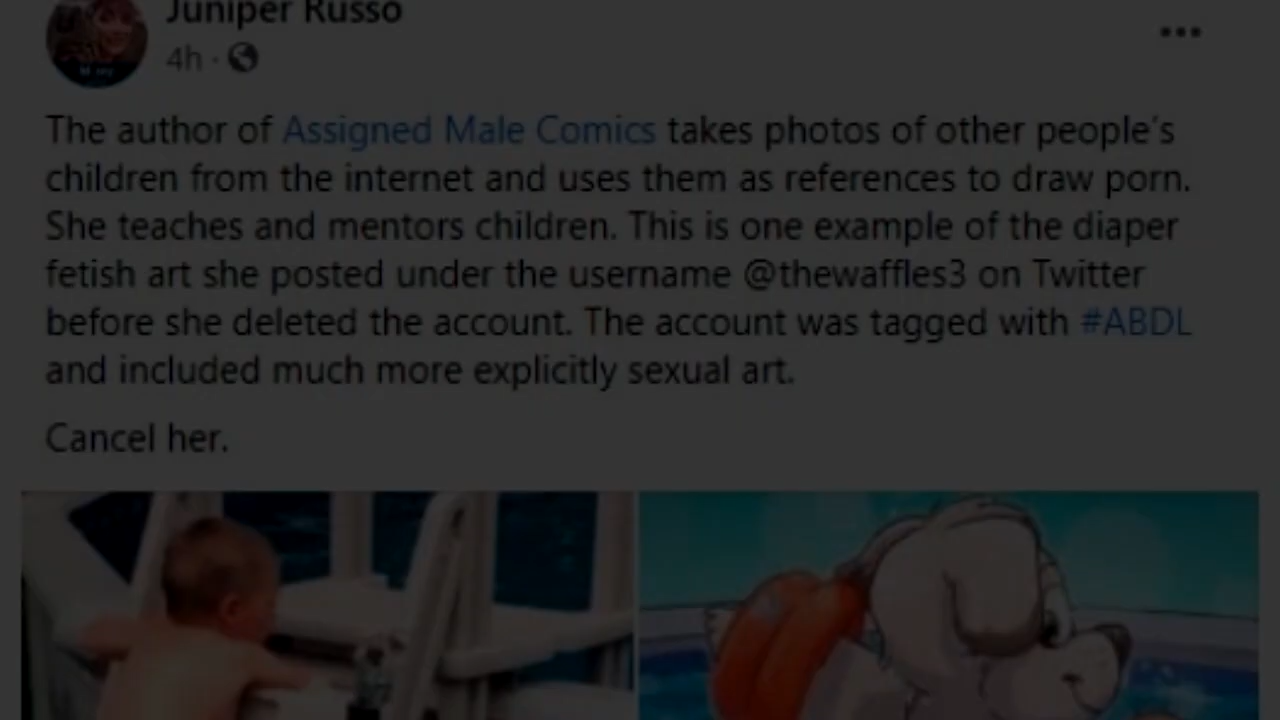 Juniper Russo
4h ·
The author of Assigned Male Comics takes photos of other people's
children from the internet and uses them as references to draw porn.
She teaches and mentors children. This is one example of the diaper
fetish art she posted under the username @thewaffles3 on Twitter
before she deleted the account. The account was tagged with #ABDL
and included much more explicitly sexual art.
Cancel her.